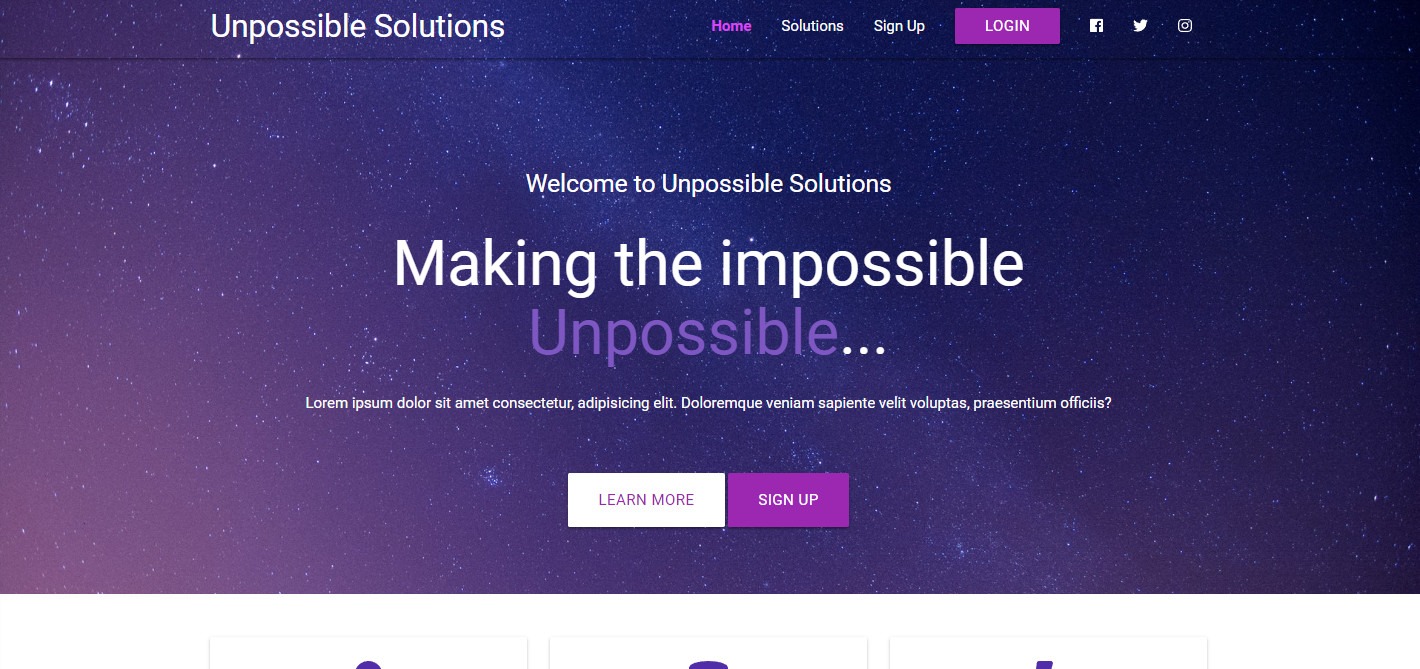 Unpossible Solutions
Home Solutions Sign Up LOGIN
Welcome to Unpossible Solutions
Making the impossible
Unpossible...
Lorem ipsum dolor sit amet consectetur, adipisicing elit. Doloremque veniam sapiente velit voluptas, praesentium officiis?
LEARN MORE SIGN UP